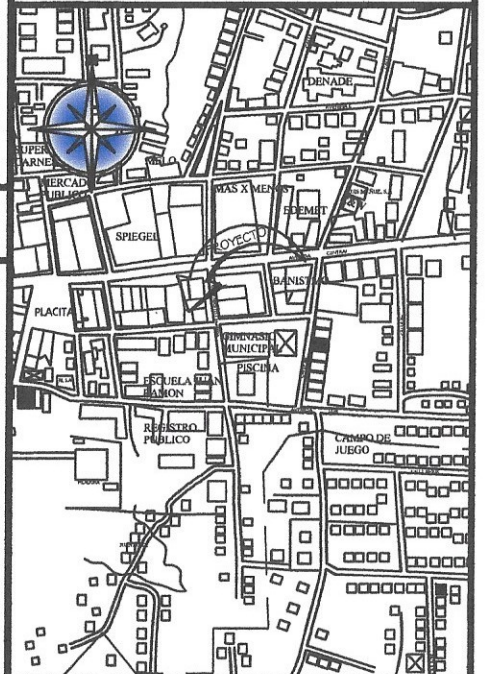 DENADE
SUPER
CARNES
MELO
MERCADO
PUBLICO
MAS X MENOS
EDEMET
SPIEGEL
PROYECTO
CENTRAL
BANISTMO
PLACITA
GIMNASIO
MUNICIPAL
PISCINA
ESCUELA JUAN
RAMON
REGISTRO
PUBLICO
CAMPO DE
JUEGO